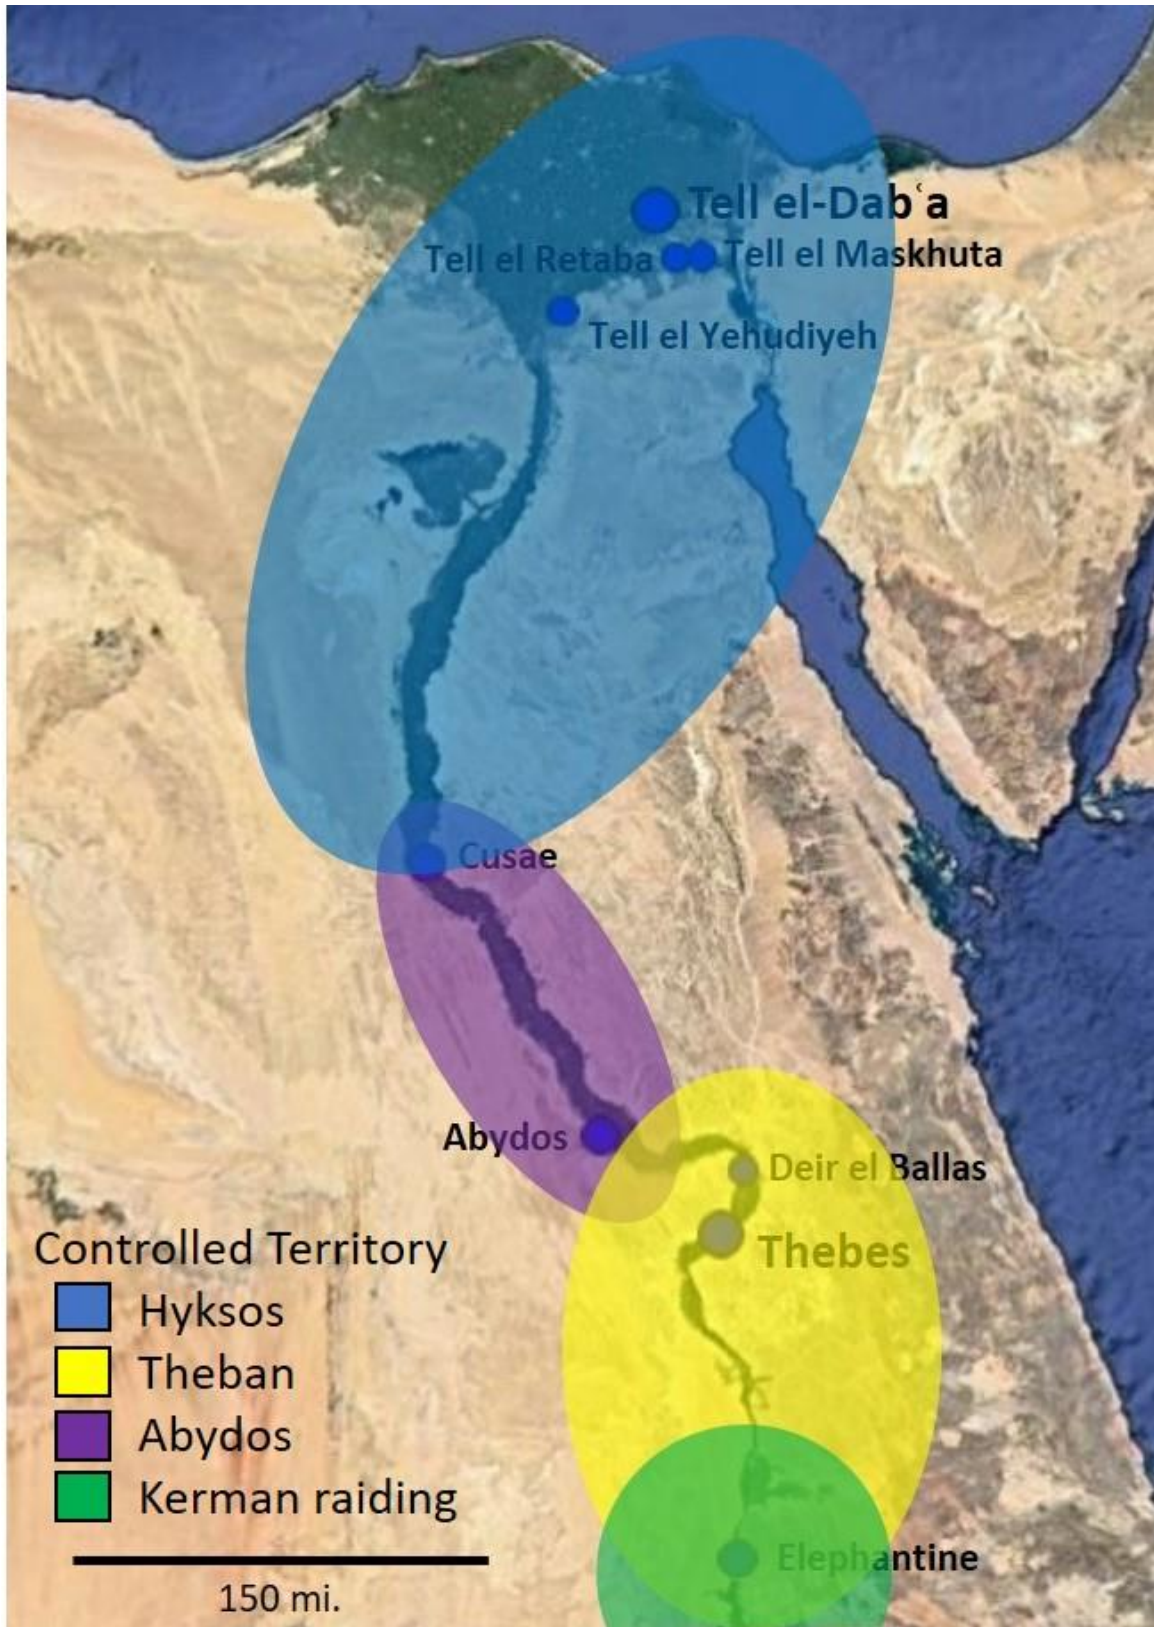 Tell el-Dabʿa
Tell el Retaba
Tell el Maskhuta
Tell el Yehudiyeh
Cusae
Abydos
Deir el Ballas
Thebes
Controlled Territory
Hyksos
Theban
Abydos
Kerman raiding
Elephantine
150 mi.